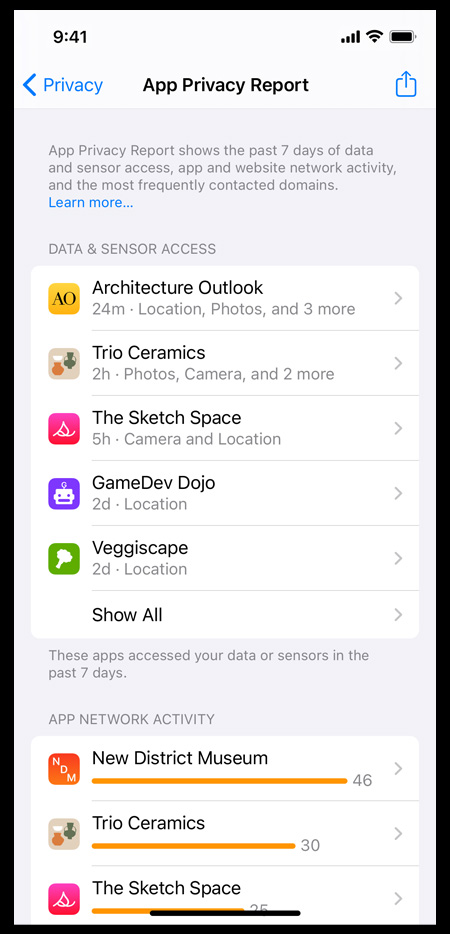 9:41
Privacy
App Privacy Report
App Privacy Report shows the past 7 days of data
and sensor access, app and website network activity,
and the most frequently contacted domains.
Learn more...
DATA & SENSOR ACCESS
AO
Architecture Outlook
24m · Location, Photos, and 3 more
Trio Ceramics
2h · Photos, Camera, and 2 more
The Sketch Space
5h · Camera and Location
G
GameDev Dojo
2d · Location
Veggiscape
2d · Location
Show All
These apps accessed your data or sensors in the
past 7 days.
APP NETWORK ACTIVITY
NDM
New District Museum
46
Trio Ceramics
30
The Sketch Space
25